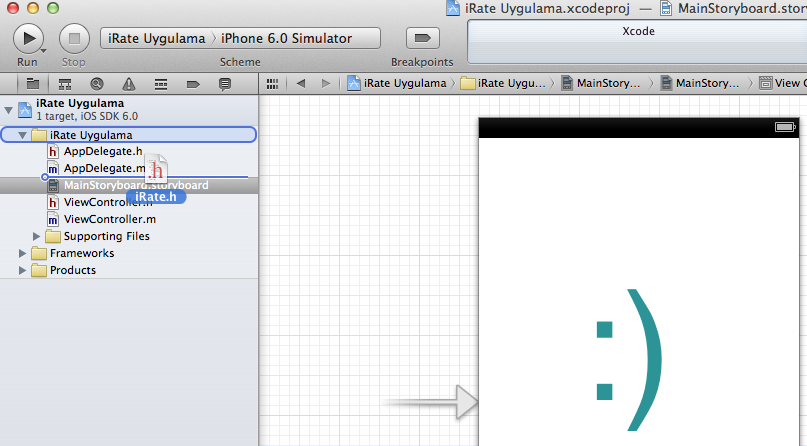 iRate Uygulama.xcodeproj — MainStoryboard.stor
iRate Uygulama iPhone 6.0 Simulator
Xcode
Run Stop Scheme Breakpoints
iRate Uygulama iRate Uygu... MainStory... MainStory... View C
iRate Uygulama
1 target, iOS SDK 6.0
iRate Uygulama
AppDelegate.h
.h
AppDelegate.m
MainStoryboard.storyboard
iRate.h
ViewController.h
ViewController.m
Supporting Files
Frameworks
Products
:)